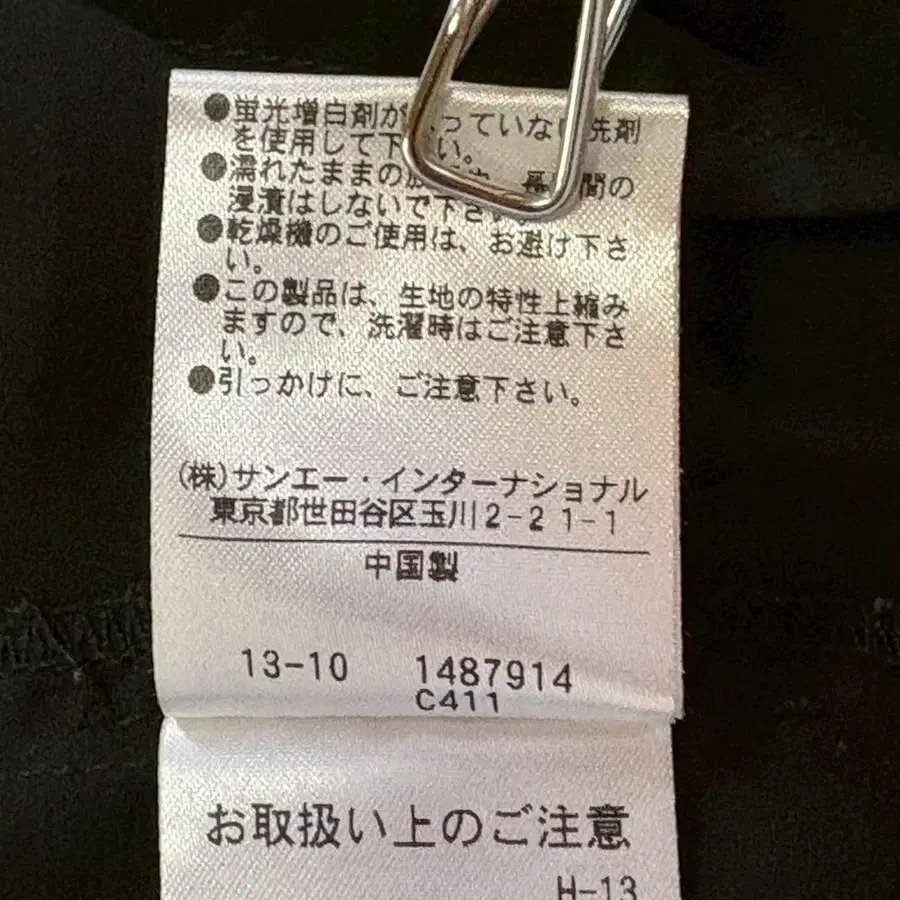 ●蛍光増白剤が っていない洗剤
を使用して下 い。
●濡れたままの放 間の
浸漬はしないで下さい
●乾燥機のご使用は、お避け下さ
い。
●この製品は、生地の特性上縮み
ますので、洗濯時はご注意下さ
い。
●引っかけに、ご注意下さい。
(株)サンエー・インターナショナル
東京都世田谷区玉川2-21-1
中国製
13-10 1487914
C411
お取扱い上のご注意
H-13